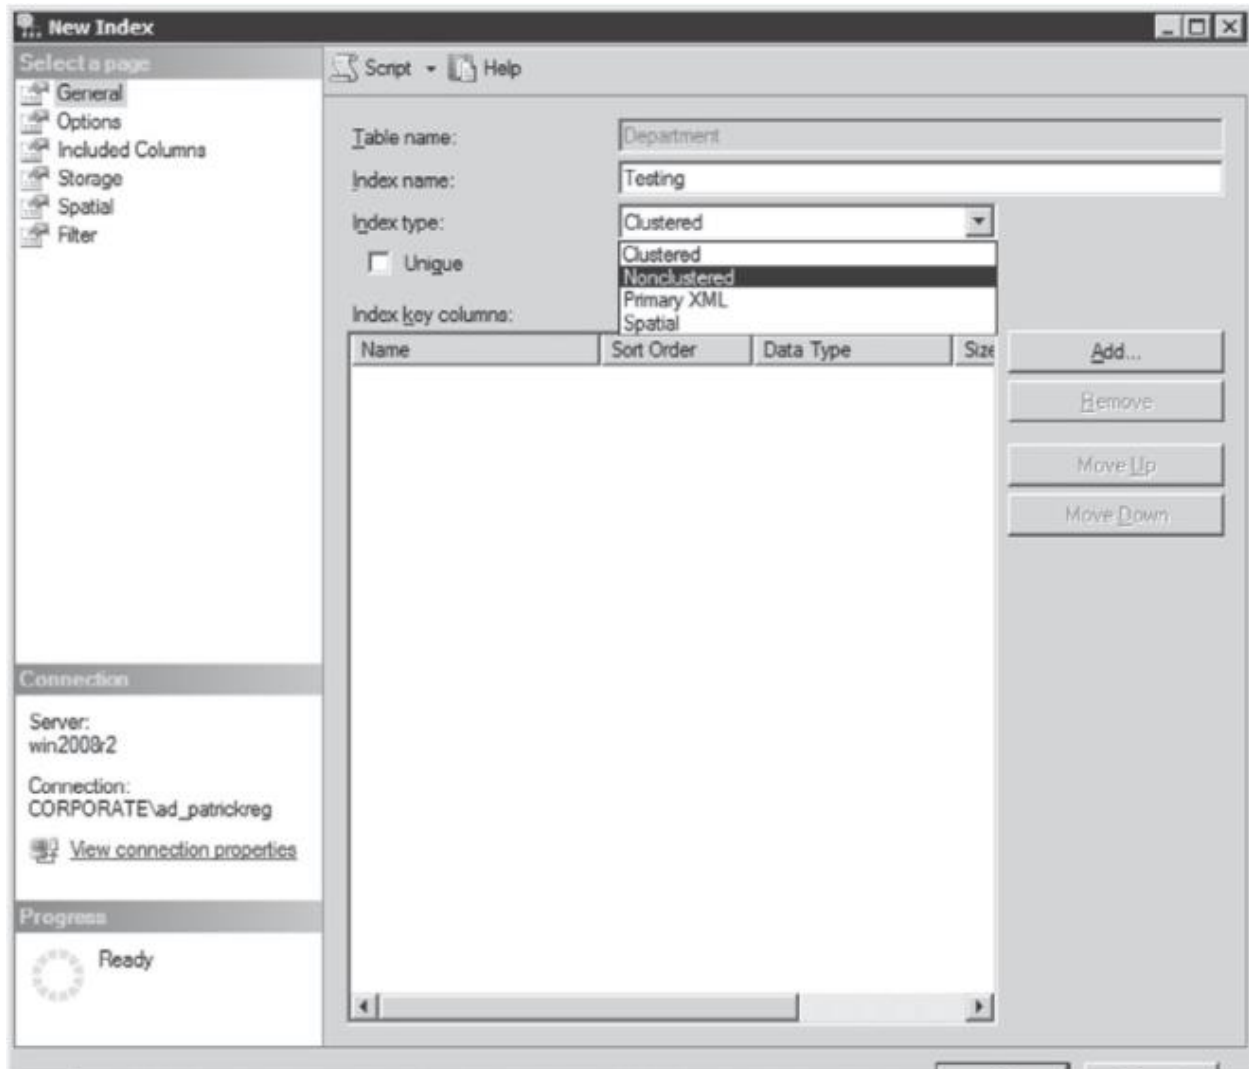 New Index
Select a page
General
Options
Included Columns
Storage
Spatial
Filter
Script Help
Table name: Department
Index name: Testing
Index type: Clustered
Clustered
Nonclustered
Primary XML
Spatial
Unique
Index key columns:
Name Sort Order Data Type Size
Add...
Remove
Move Up
Move Down
Connection
Server:
win2008r2
Connection:
CORPORATE\ad_patrickreg
View connection properties
Progress
Ready